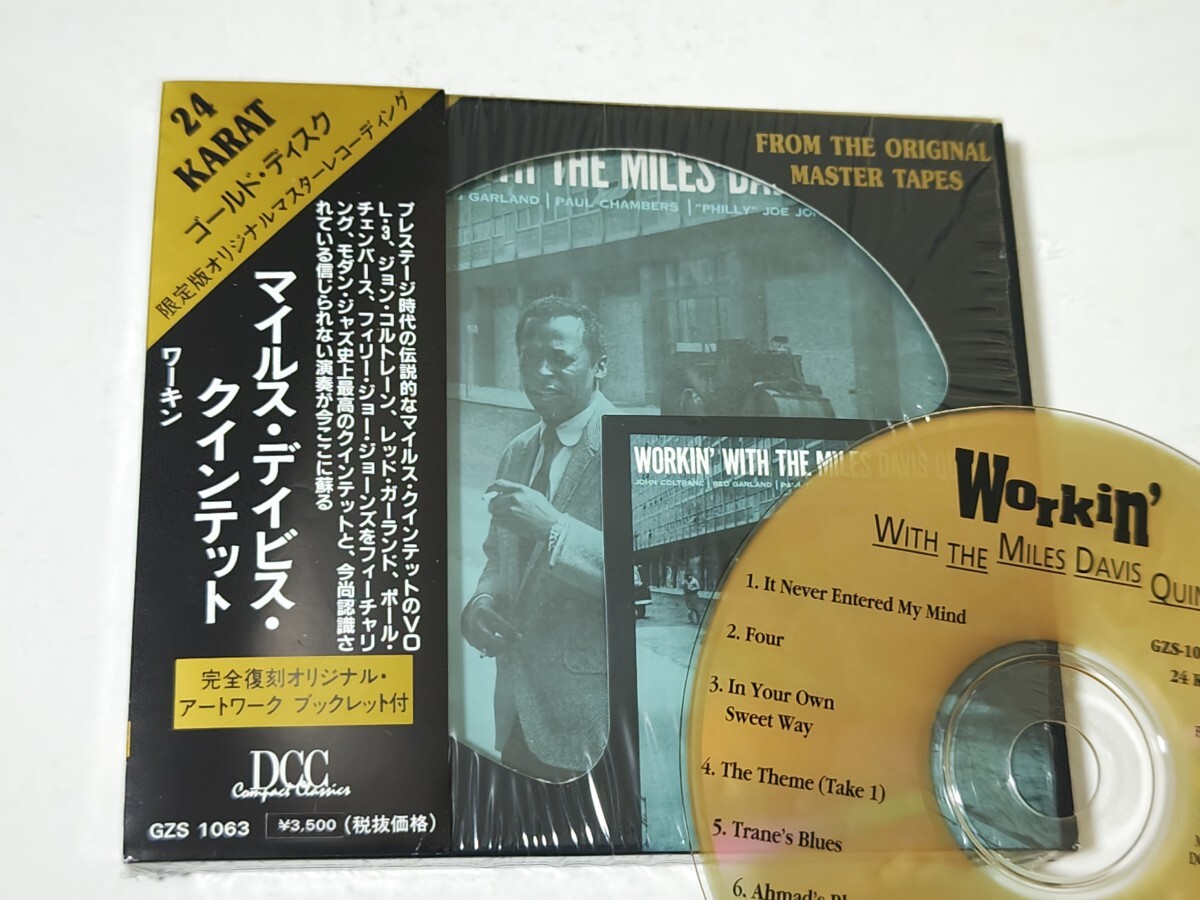 24
KARAT
ゴールド・ディスク
限定版オリジナルマスターレコーディング
マイルス・デイビス・
クインテット
ワーキン
プレステージ時代の伝説的なマイルス・クインテットのVO
L・3、ジョン・コルトレーン、レッド・ガーランド、ポール・
チェンバース、フィリー・ジョー・ジョーンズをフィーチャリ
ング、モダン・ジャズ史上最高のクインテットと、今尚認識さ
れている信じられない演奏が今ここに蘇る
完全復刻オリジナル・
アートワーク ブックレット付
DCC
Compact Classics
GZS 1063 ¥3,500 (税抜価格)
FROM THE ORIGINAL
MASTER TAPES
THE MILES
GARLAND | PAUL CHAMBERS | "PHILLY" JOE
WORKIN' WITH THE MILES DAVIS
JOHN COLTRANE | RED GARLAND |
Workin'
WITH THE MILES DAVIS
1. It Never Entered My Mind
2. Four
3. In Your Own
Sweet Way
4. The Theme (Take 1)
5. Trane's Blues
6. Ahmad's
24